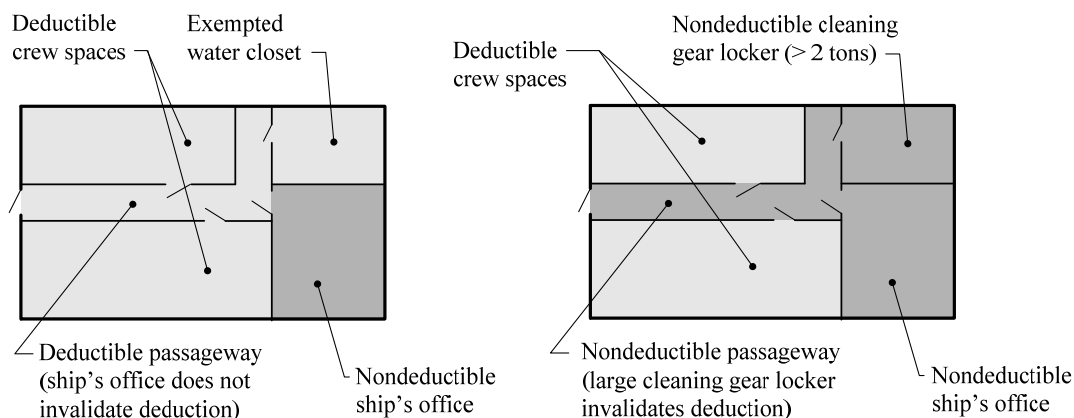 Deductible
crew spaces
Exempted
water closet
Deductible passageway
(ship's office does not
invalidate deduction)
Nondeductible
ship's office
Deductible
crew spaces
Nondeductible cleaning
gear locker (> 2 tons)
Nondeductible passageway
(large cleaning gear locker
invalidates deduction)
Nondeductible
ship's office